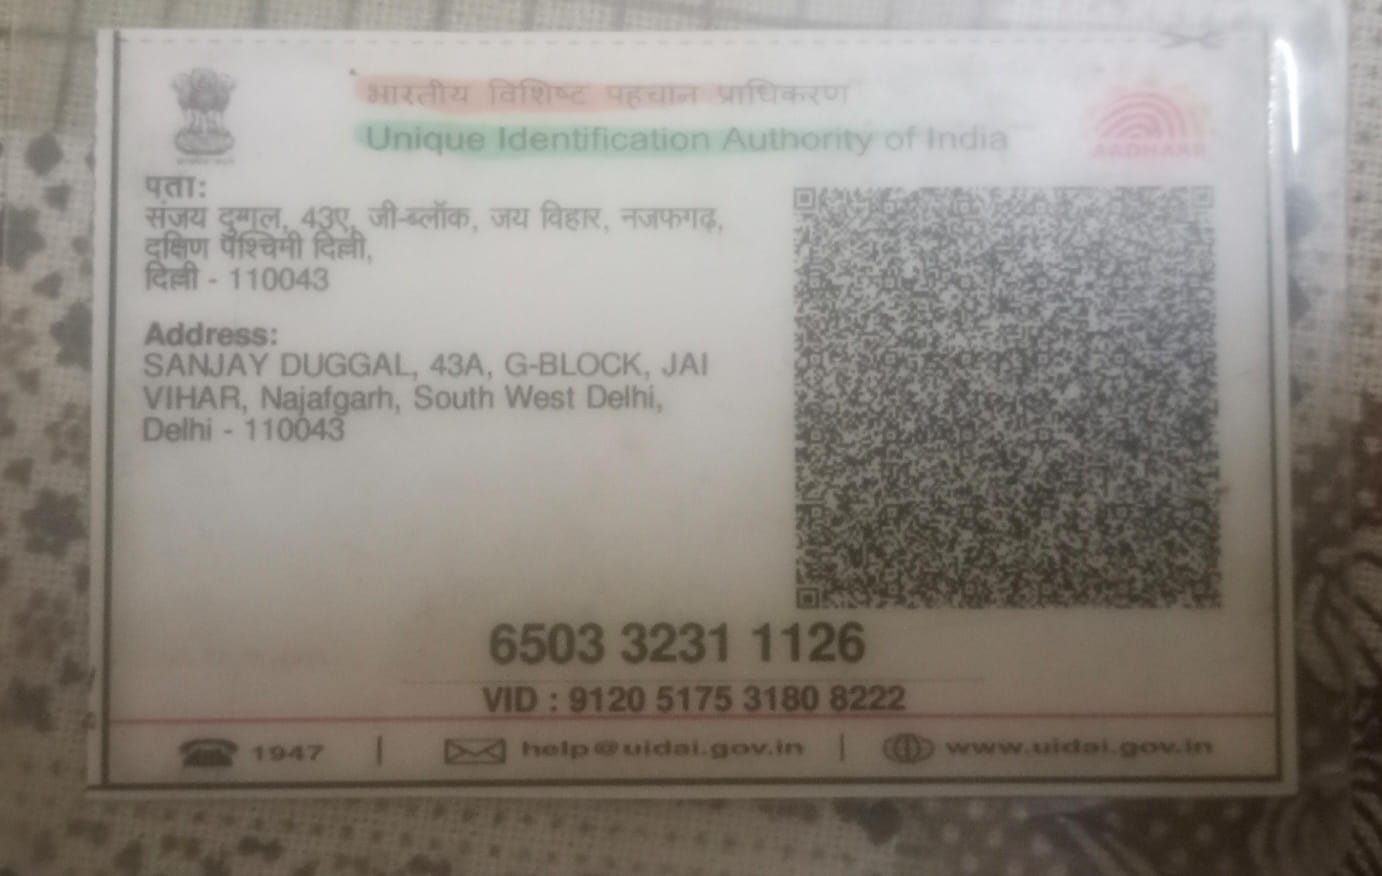 भारतीय विशिष्ट पहचान प्राधिकरण
Unique Identification Authority of India
AADHAAR
पता:
संजय दुग्गल, 43ए, जी-ब्लॉक, जय विहार, नजफगढ़,
दक्षिण पश्चिमी दिल्ली,
दिल्ली - 110043
Address:
SANJAY DUGGAL, 43A, G-BLOCK, JAI
VIHAR, Najafgarh, South West Delhi,
Delhi - 110043
6503 3231 1126
VID : 9120 5175 3180 8222
1947 | help@uidai.gov.in | www.uidai.gov.in